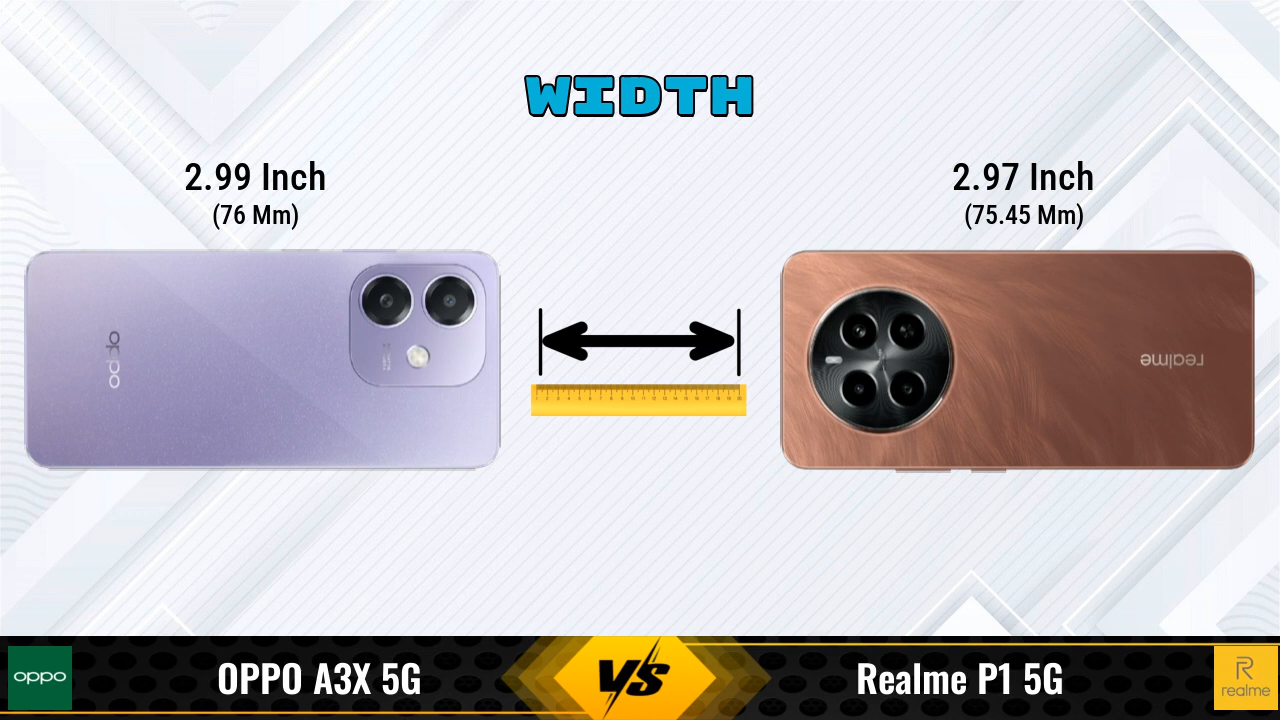 WIDTH
2.99 Inch
(76 Mm)
2.97 Inch
(75.45 Mm)
oppo
realme
oppo
OPPO A3X 5G
VS
Realme P1 5G
R
realme